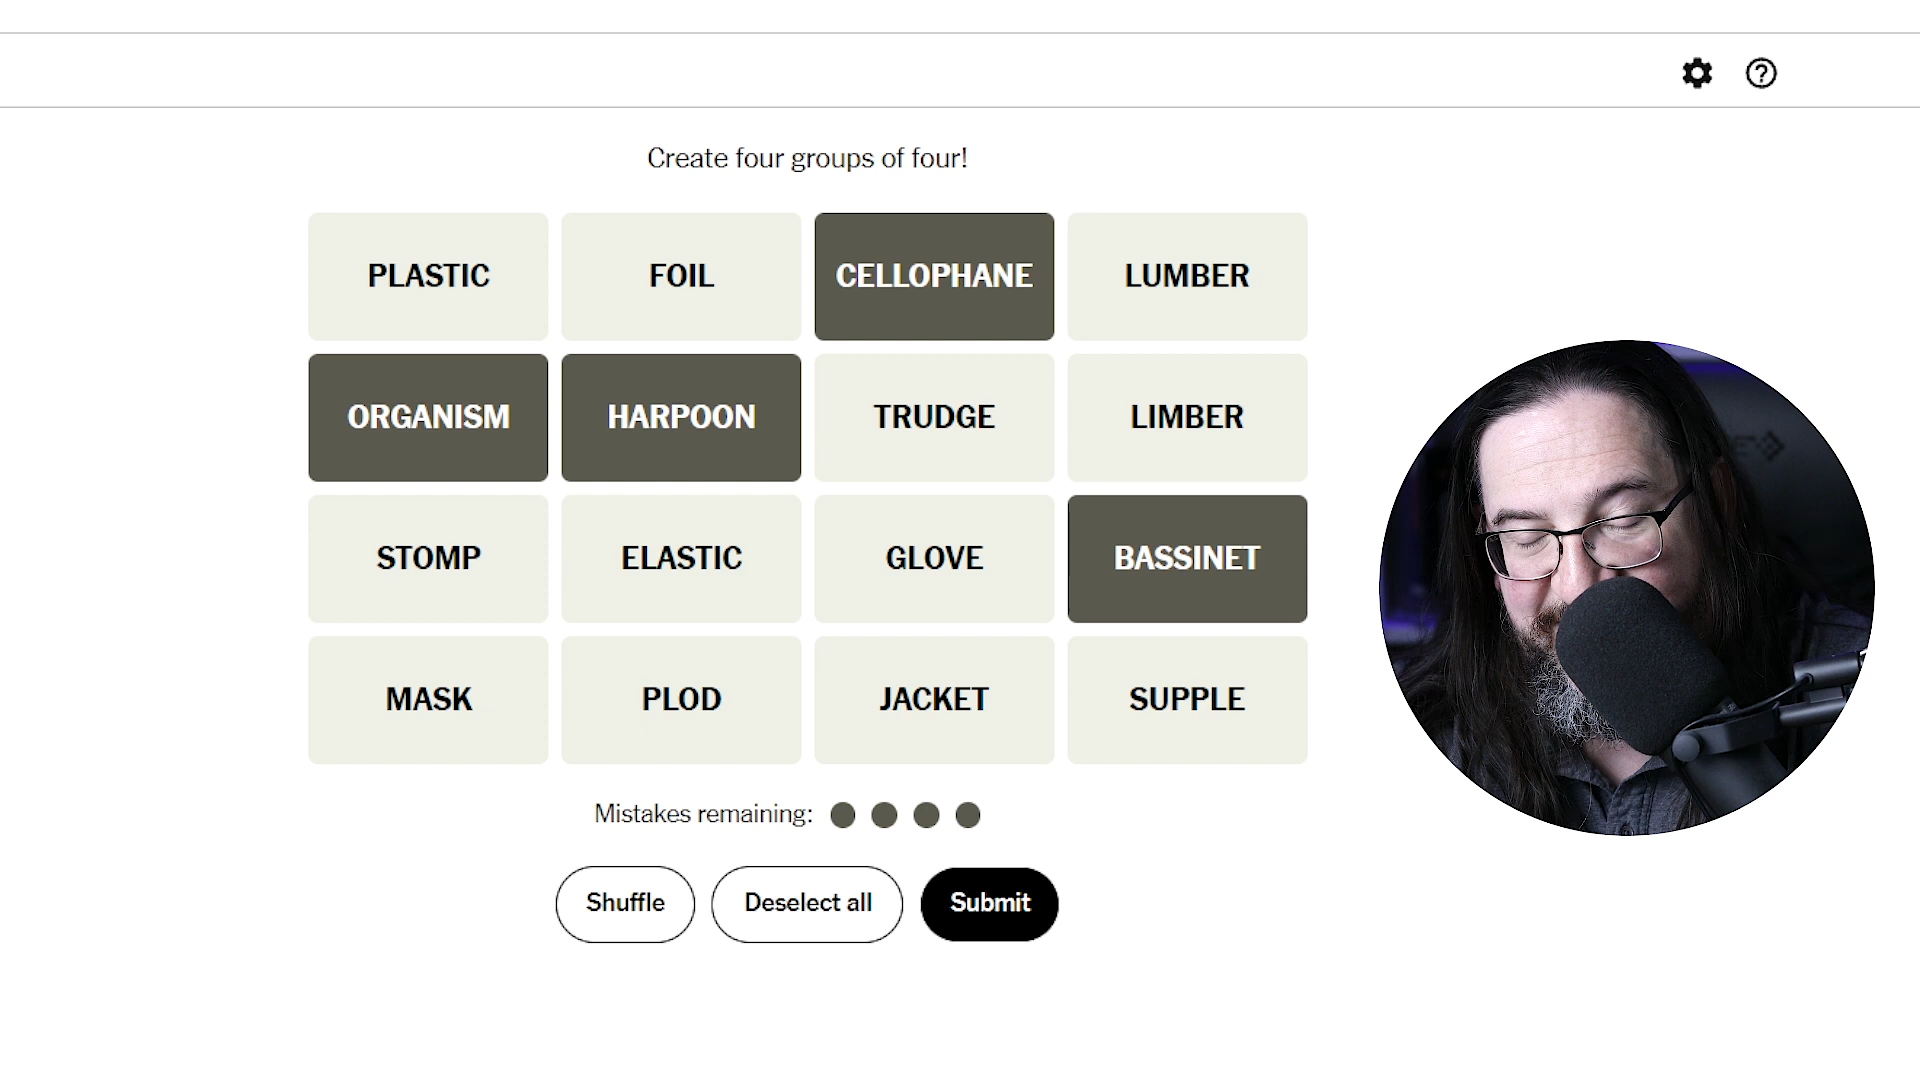 Create four groups of four!
PLASTIC FOIL CELLOPHANE LUMBER
ORGANISM HARPOON TRUDGE LIMBER
STOMP ELASTIC GLOVE BASSINET
MASK PLOD JACKET SUPPLE
Mistakes remaining:
Shuffle Deselect all Submit